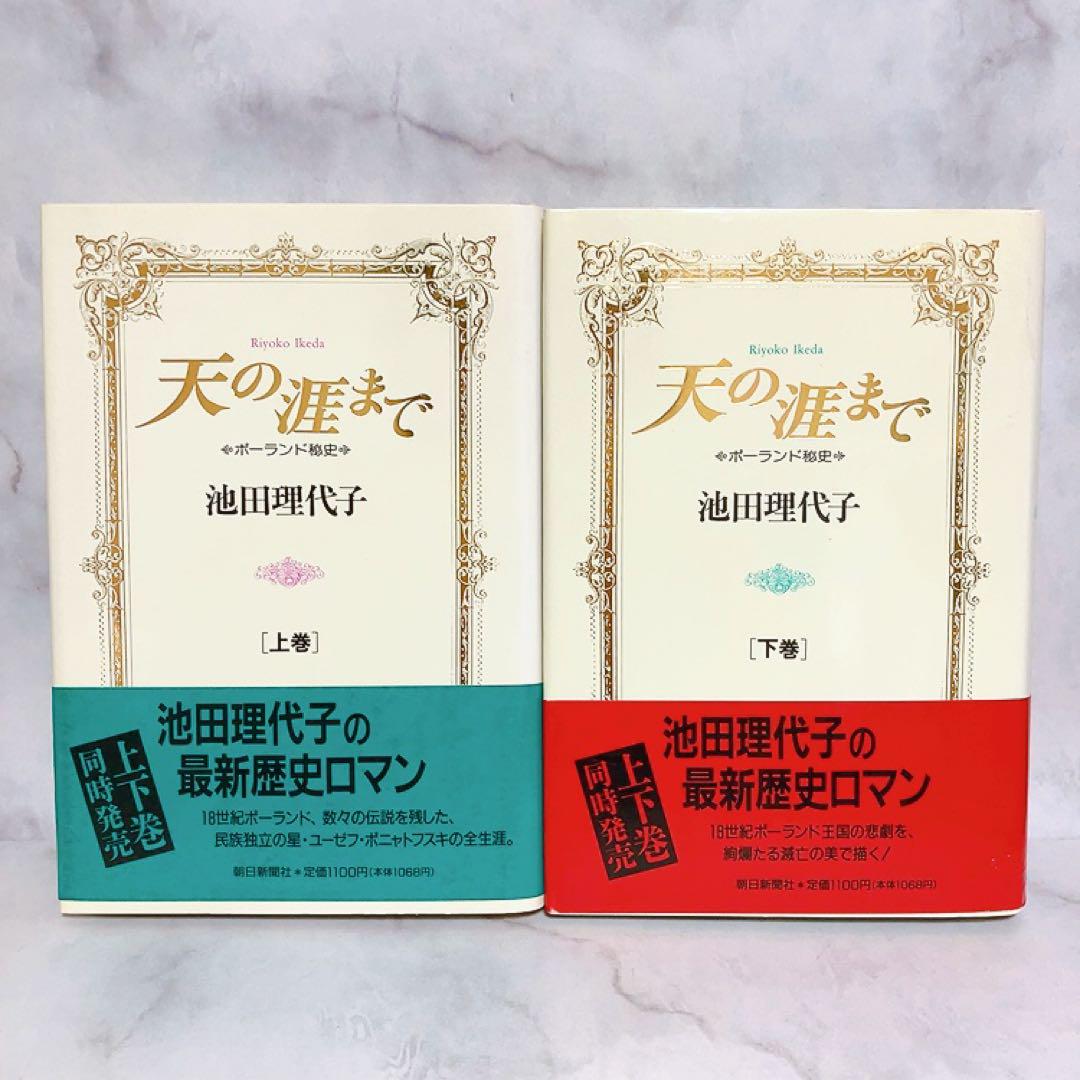 Riyoko Ikeda
天の涯まで
ポーランド秘史
池田理代子
[上巻]
上下巻
同時発売
池田理代子の
最新歴史ロマン
18世紀ポーランド、数々の伝説を残した、
民族独立の星・ユーゼフ・ポニャトフスキの全生涯。
朝日新聞社*定価1100円(本体1068円)
Riyoko Ikeda
天の涯まで
ポーランド秘史
池田理代子
[下巻]
上下巻
同時発売
池田理代子の
最新歴史ロマン
18世紀ポーランド王国の悲劇を、
絢爛たる滅亡の美で描く!
朝日新聞社*定価1100円(本体1068円)